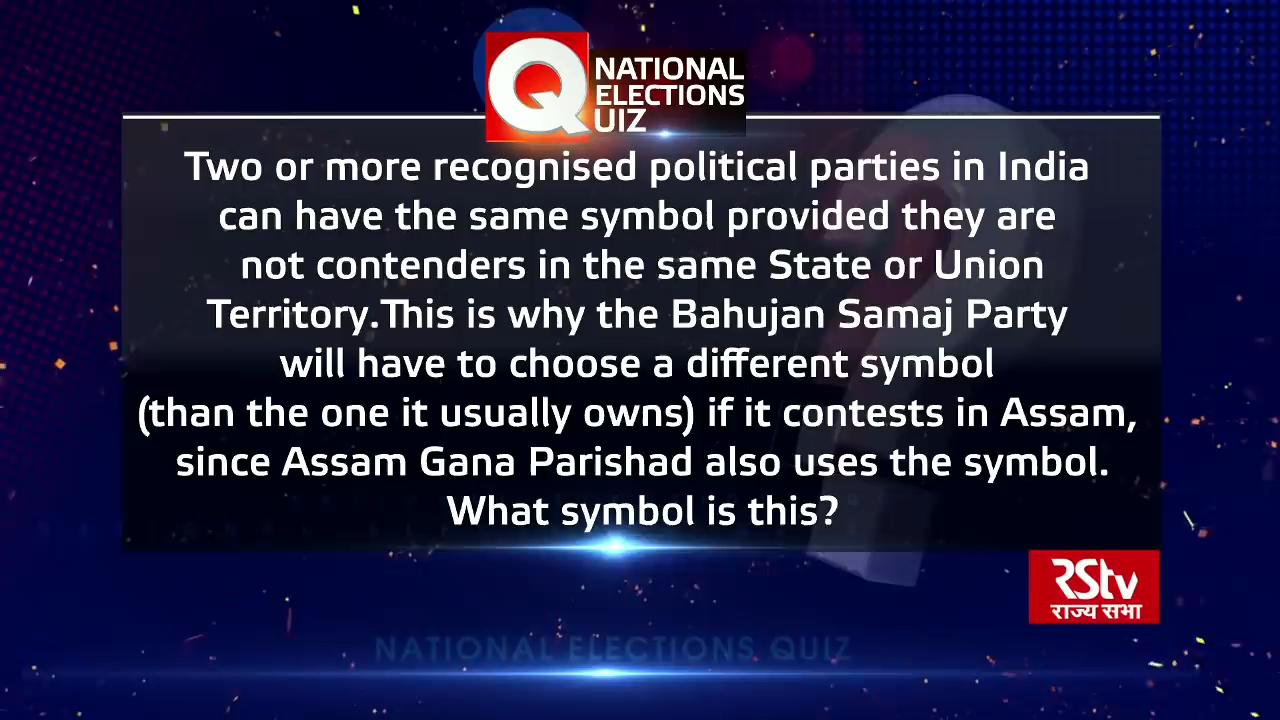 Q NATIONAL
ELECTIONS
UIZ
Two or more recognised political parties in India
can have the same symbol provided they are
not contenders in the same State or Union
Territory.This is why the Bahujan Samaj Party
will have to choose a different symbol
(than the one it usually owns) if it contests in Assam,
since Assam Gana Parishad also uses the symbol.
What symbol is this?
RSTV
राज्य सभा
NATIONAL ELECTIONS QUIZ